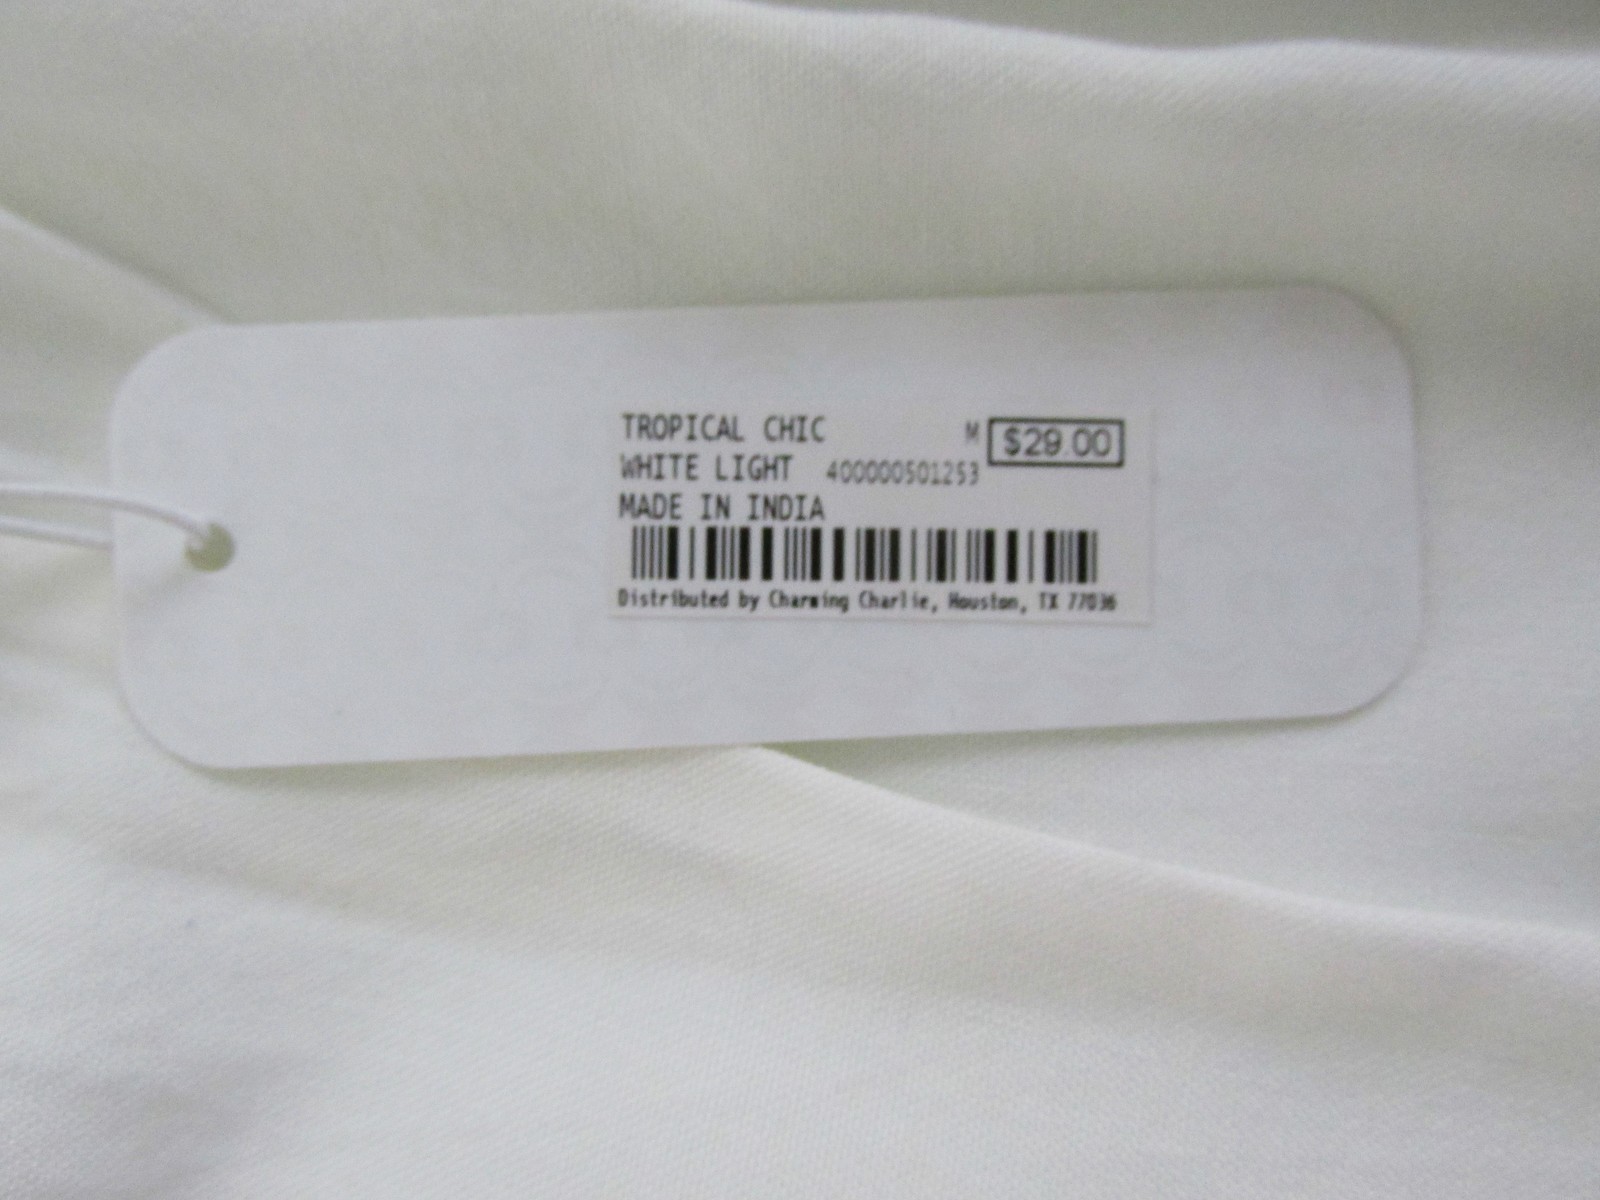 TROPICAL CHIC M $29.00
WHITE LIGHT 400000501253
MADE IN INDIA
Distributed by Charming Charlie, Houston, TX 77036